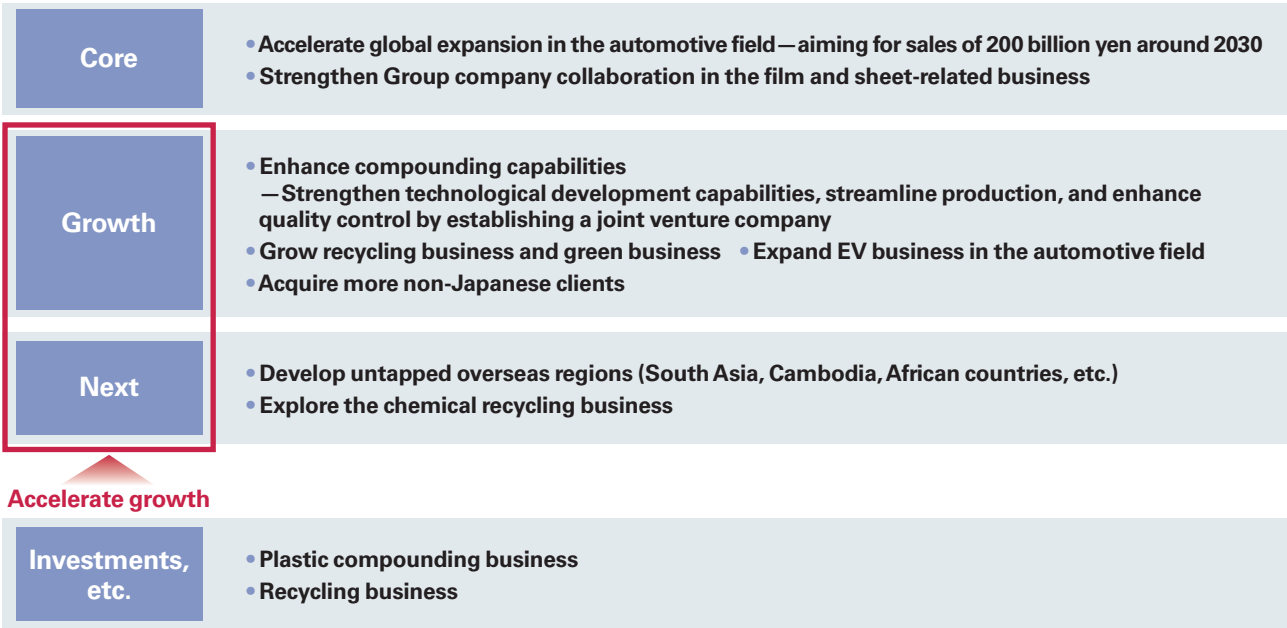 Core
•Accelerate global expansion in the automotive field—aiming for sales of 200 billion yen around 2030
•Strengthen Group company collaboration in the film and sheet-related business
Growth
•Enhance compounding capabilities
—Strengthen technological development capabilities, streamline production, and enhance
quality control by establishing a joint venture company
•Grow recycling business and green business •Expand EV business in the automotive field
•Acquire more non-Japanese clients
Next
•Develop untapped overseas regions (South Asia, Cambodia, African countries, etc.)
•Explore the chemical recycling business
Accelerate growth
Investments,
etc.
•Plastic compounding business
•Recycling business